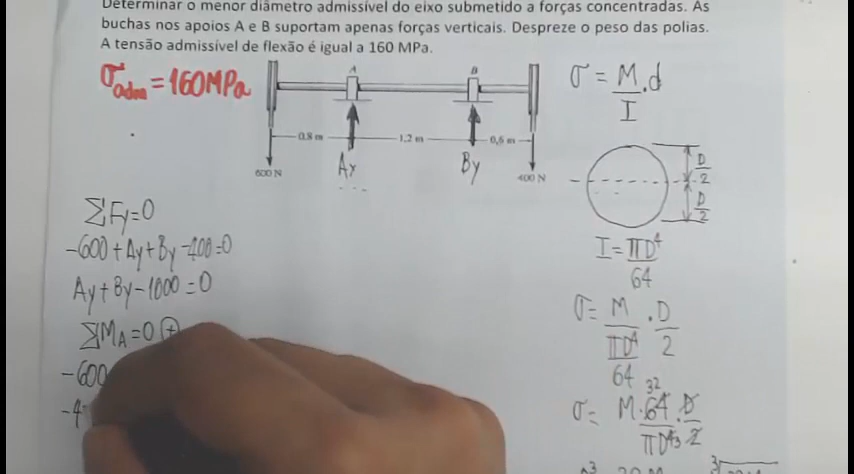 Determinar o menor diâmetro admissível do eixo submetido a forças concentradas. As
buchas nos apoios A e B suportam apenas forças verticais. Despreze o peso das polias.
A tensão admissível de flexão é igual a 160 MPa.
σadm = 160MPa
A
B
0,8 m
1,2 m
0,6 m
600 N
Ay
By
400 N
ΣFy=0
-600+Ay+By-400=0
Ay+By-1000=0
ΣMA=0 +
-600
-4
σ = M.d
I
D
2
D
2
I = πD⁴
64
σ= M . D
πD⁴ 2
64
32
σ= M.64 . D
πD⁴3 2